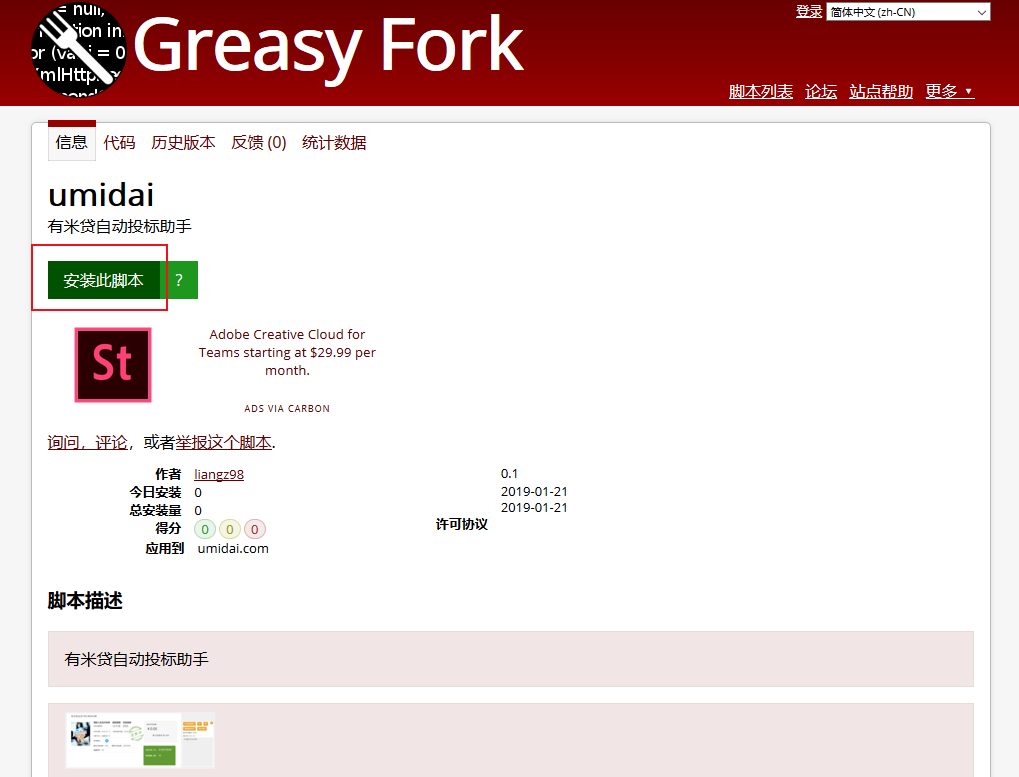 = null,
tion in
or (va i = 0
XmlHttp
cond
Greasy Fork
登录 简体中文 (zh-CN)
脚本列表 论坛 站点帮助 更多 ▼
信息 代码 历史版本 反馈 (0) 统计数据
umidai
有米贷自动投标助手
安装此脚本 ?
St
Adobe Creative Cloud for
Teams starting at $29.99 per
month.
ADS VIA CARBON
询问，评论，或者举报这个脚本.
作者 liangz98
今日安装 0
总安装量 0
得分 0 0 0
应用到 umidai.com
0.1
2019-01-21
2019-01-21
许可协议
脚本描述
有米贷自动投标助手